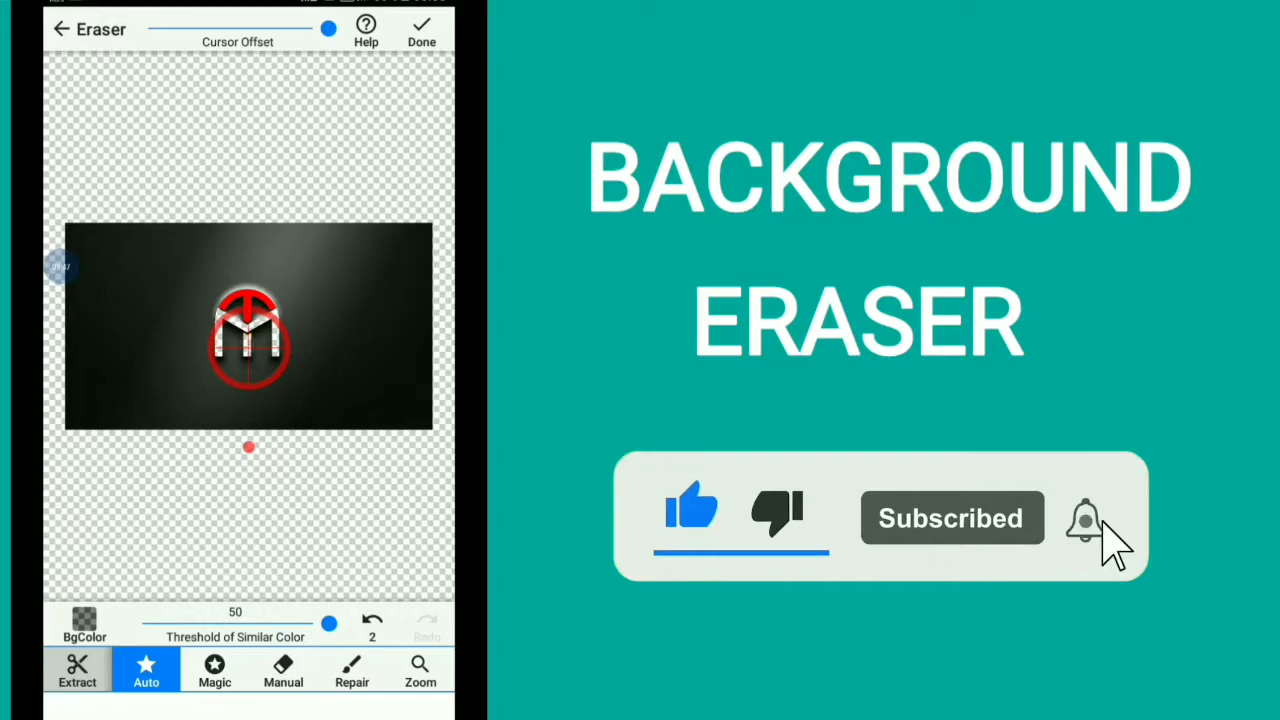 Eraser
Cursor Offset
Help
Done
BACKGROUND
ERASER
Subscribed
50
BgColor
Threshold of Similar Color
2
Redo
Extract
Auto
Magic
Manual
Repair
Zoom